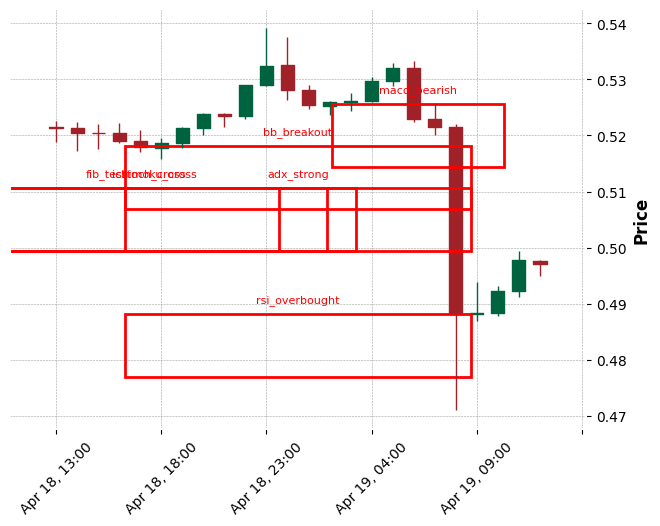 0.54
0.53
macd_bearish
0.52
bb_breakout
adx_strong
0.51
Price
0.50
rsi_overbought
0.49
0.48
0.47
Apr 18, 13:00
Apr 18, 18:00
Apr 18, 23:00
Apr 19, 04:00
Apr 19, 09:00